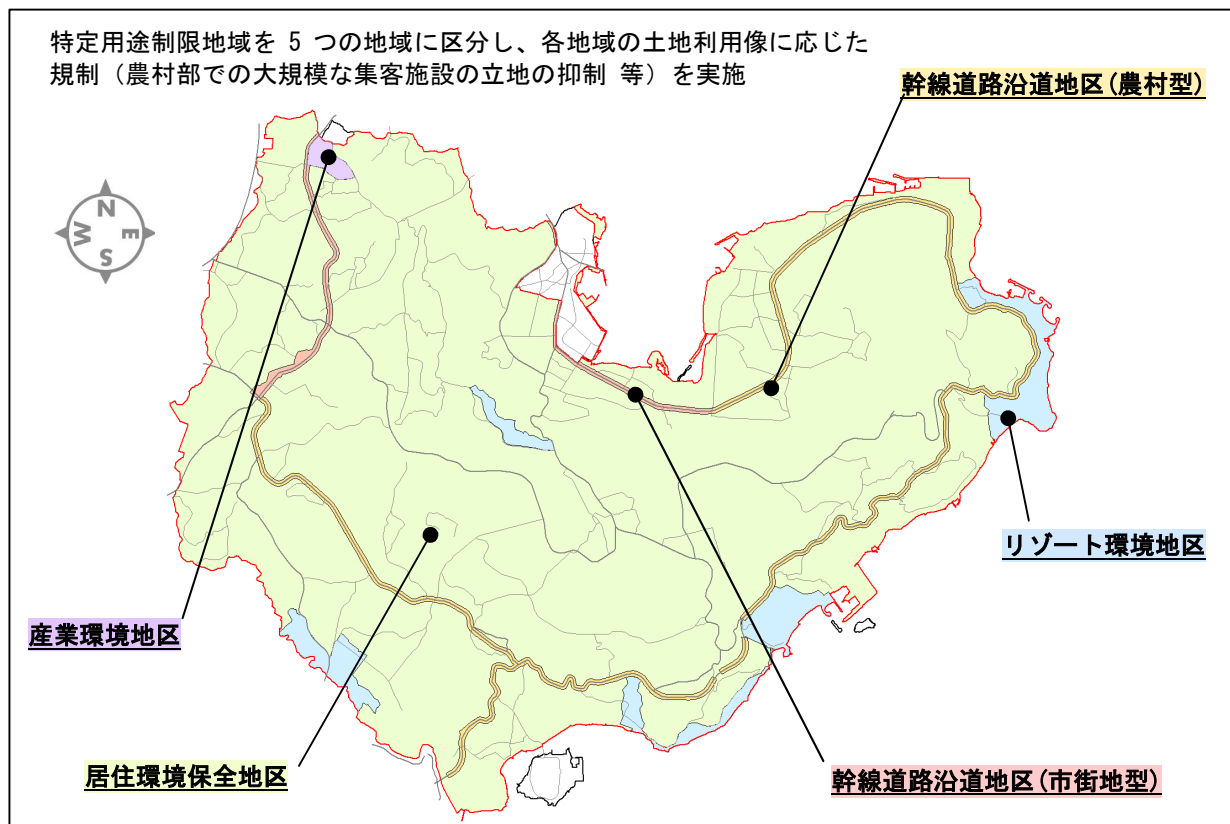 特定用途制限地域を 5 つの地域に区分し、各地域の土地利用像に応じた
規制（農村部での大規模な集客施設の立地の抑制 等）を実施
幹線道路沿道地区(農村型)
N
W
E
S
リゾート環境地区
産業環境地区
居住環境保全地区
幹線道路沿道地区(市街地型)